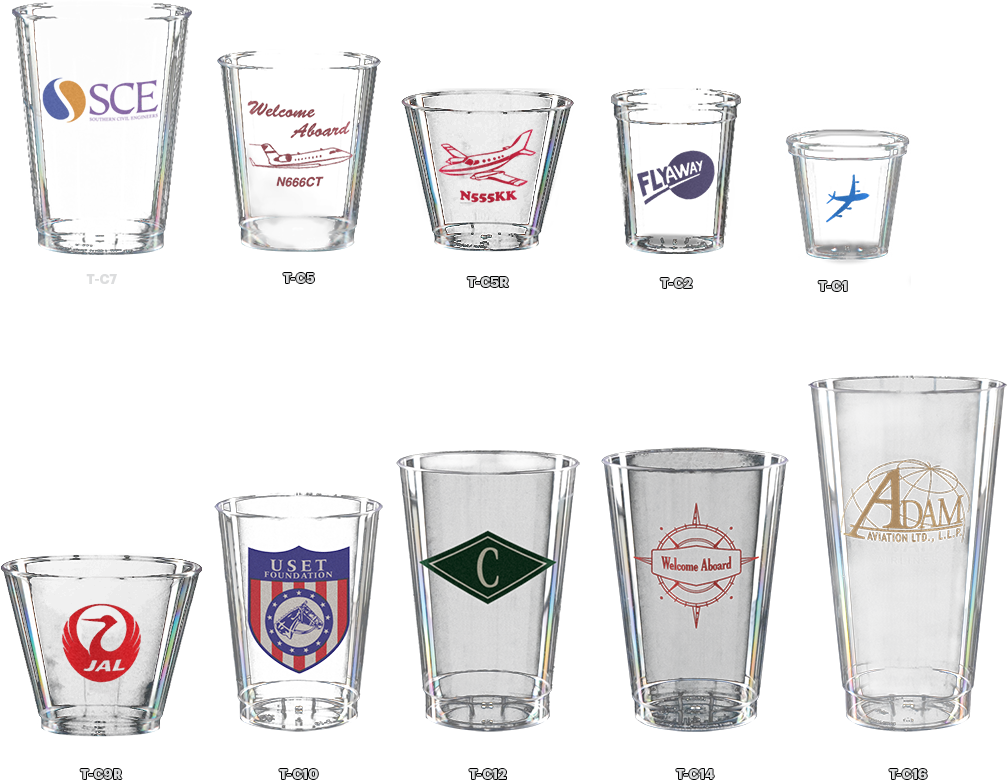 SCE
SOUTHERN CIVIL ENGINEERS
Welcome
Aboard
N666CT
N555KK
FLYAWAY
T-C7
T-C5
T-C5R
T-C2
T-C1
JAL
USET
FOUNDATION
C
Welcome Aboard
ADAM
AVIATION LTD., L.L.P.
T-C9R
T-C10
T-C12
T-C14
T-C16